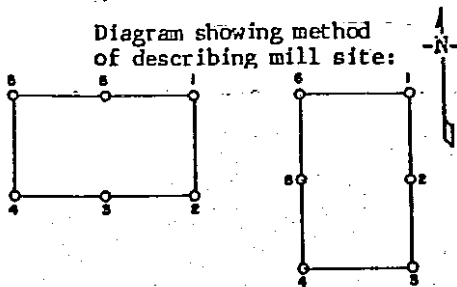 Diagram showing method
of describing mill site:
-N-
6 5 1
4 3 2
6 1
5 2
4 3